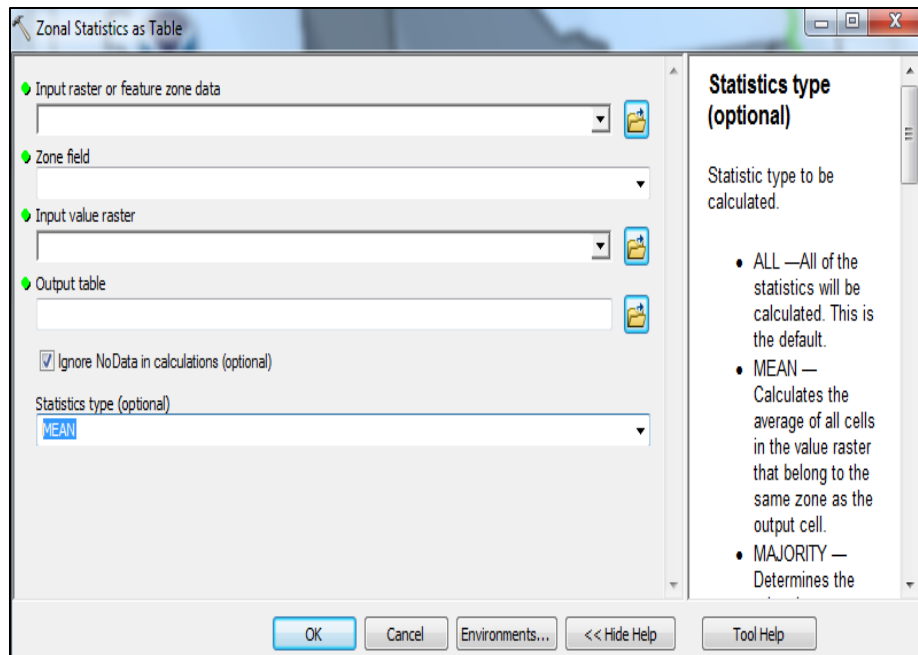 Zonal Statistics as Table
Input raster or feature zone data
Zone field
Input value raster
Output table
Ignore NoData in calculations (optional)
Statistics type (optional)
MEAN
Statistics type
(optional)
Statistic type to be
calculated.
• ALL —All of the
statistics will be
calculated. This is
the default.
• MEAN —
Calculates the
average of all cells
in the value raster
that belong to the
same zone as the
output cell.
• MAJORITY —
Determines the
OK
Cancel
Environments...
<< Hide Help
Tool Help